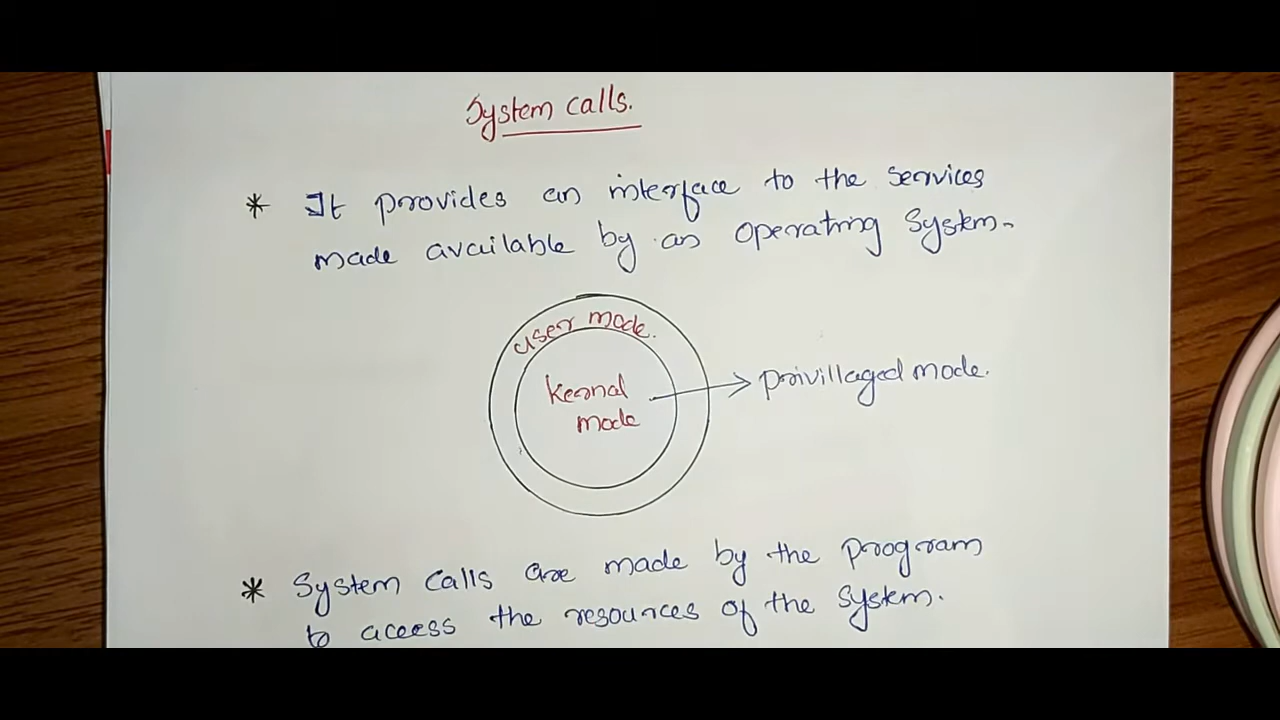 System calls.
* It provides an interface to the services
made available by an operating System.
user mode.
kernal
mode
privillaged mode.
* System calls are made by the program
to aceess the resources of the system.